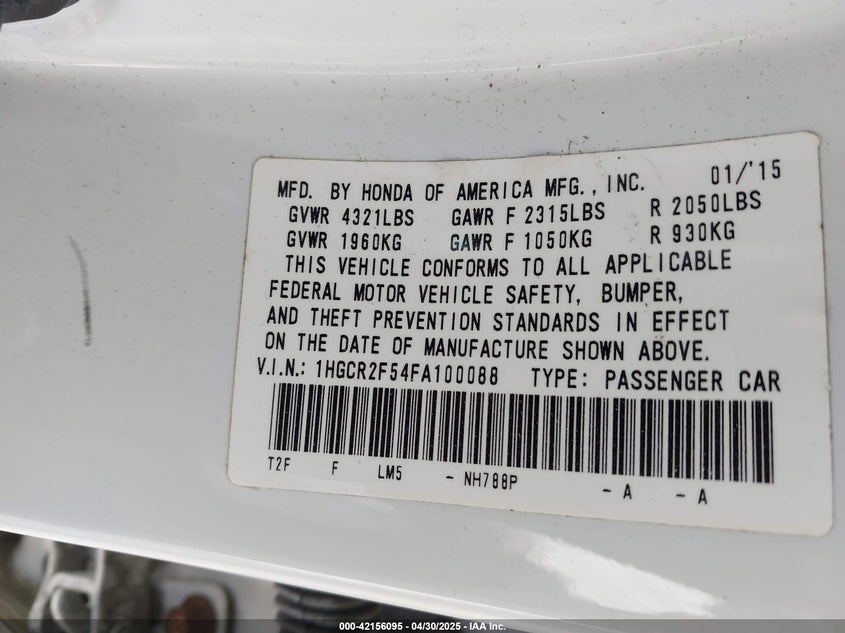 MFD. BY HONDA OF AMERICA MFG., INC. 01/'15
GVWR 4321LBS GAWR F 2315LBS R 2050LBS
GVWR 1960KG GAWR F 1050KG R 930KG
THIS VEHICLE CONFORMS TO ALL APPLICABLE
FEDERAL MOTOR VEHICLE SAFETY, BUMPER,
AND THEFT PREVENTION STANDARDS IN EFFECT
ON THE DATE OF MANUFACTURE SHOWN ABOVE.
V.I.N.: 1HGCR2F54FA100088 TYPE: PASSENGER CAR
T2F F LM5 - NH788P - A - A
000-42156095 - 04/30/2025 - IAA Inc.